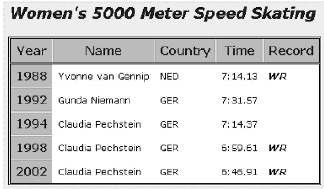 Women's 5000 Meter Speed Skating
Year Name Country Time Record
1988 Yvonne van Gennip NED 7:14.13 WR
1992 Gunda Niemann GER 7:31.57
1994 Claudia Pechstein GER 7:14.37
1998 Claudia Pechstein GER 6:59.61 WR
2002 Claudia Pechstein GER 6:46.91 WR